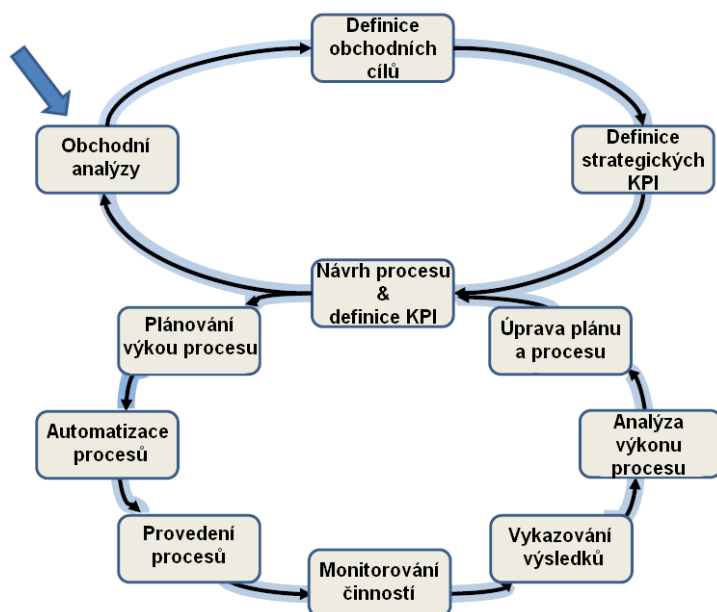 Definice
obchodních
cílů
Obchodní
analýzy
Definice
strategických
KPI
Návrh procesu
&
definice KPI
Plánování
výkou procesu
Úprava plánu
a procesu
Automatizace
procesů
Analýza
výkonu
procesu
Provedení
procesů
Vykazování
výsledků
Monitorování
činností